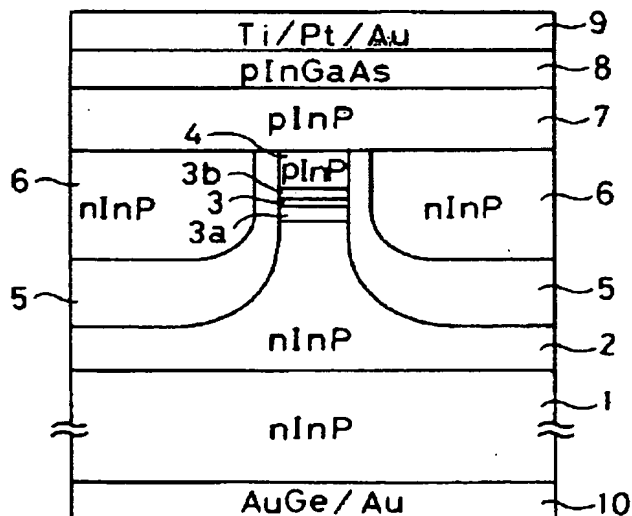 Ti/Pt/Au 9
pInGaAs 8
pInP 7
4
6 pInP 6
3b
nInP nInP
3
3a
5 5
nInP 2
1
nInP
AuGe/Au 10